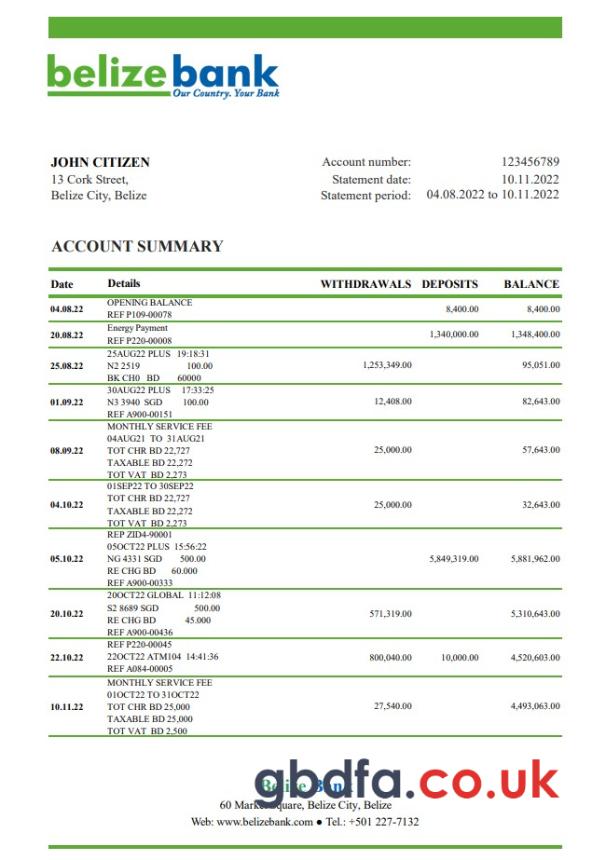 belizebank
Our Country. Your Bank
JOHN CITIZEN
13 Cork Street,
Belize City, Belize
Account number: 123456789
Statement date: 10.11.2022
Statement period: 04.08.2022 to 10.11.2022
ACCOUNT SUMMARY
Date Details WITHDRAWALS DEPOSITS BALANCE
OPENING BALANCE
04.08.22 8,400.00 8,400.00
REF P109-00078
Energy Payment
20.08.22 1,340,000.00 1,348,400.00
REF P220-00008
25AUG22 PLUS 19:18:31
25.08.22 N2 2519 100.00 1,253,349.00 95,051.00
BK CH0 BD 60000
30AUG22 PLUS 17:33:25
01.09.22 N3 3940 SGD 100.00 12,408.00 82,643.00
REF A900-00151
MONTHLY SERVICE FEE
04AUG21 TO 31AUG21
08.09.22 TOT CHR BD 22,727 25,000.00 57,643.00
TAXABLE BD 22,272
TOT VAT BD 2,273
01SEP22 TO 30SEP22
TOT CHR BD 22,727
04.10.22 25,000.00 32,643.00
TAXABLE BD 22,272
TOT VAT BD 2,273
REP ZID4-90001
05OCT22 PLUS 15:56:22
05.10.22 NG 4331 SGD 500.00 5,849,319.00 5,881,962.00
RE CHG BD 60.000
REF A900-00333
20OCT22 GLOBAL 11:12:08
S2 8689 SGD 500.00
20.10.22 571,319.00 5,310,643.00
RE CHG BD 45.000
REF A900-00436
REF P220-00045
22.10.22 22OCT22 ATM104 14:41:36 800,040.00 10,000.00 4,520,603.00
REF A084-00005
MONTHLY SERVICE FEE
01OCT22 TO 31OCT22
10.11.22 TOT CHR BD 25,000 27,540.00 4,493,063.00
TAXABLE BD 25,000
TOT VAT BD 2,500
Belize Bank
gbdfa.co.uk
60 Market Square, Belize City, Belize
Web: www.belizebank.com ● Tel.: +501 227-7132